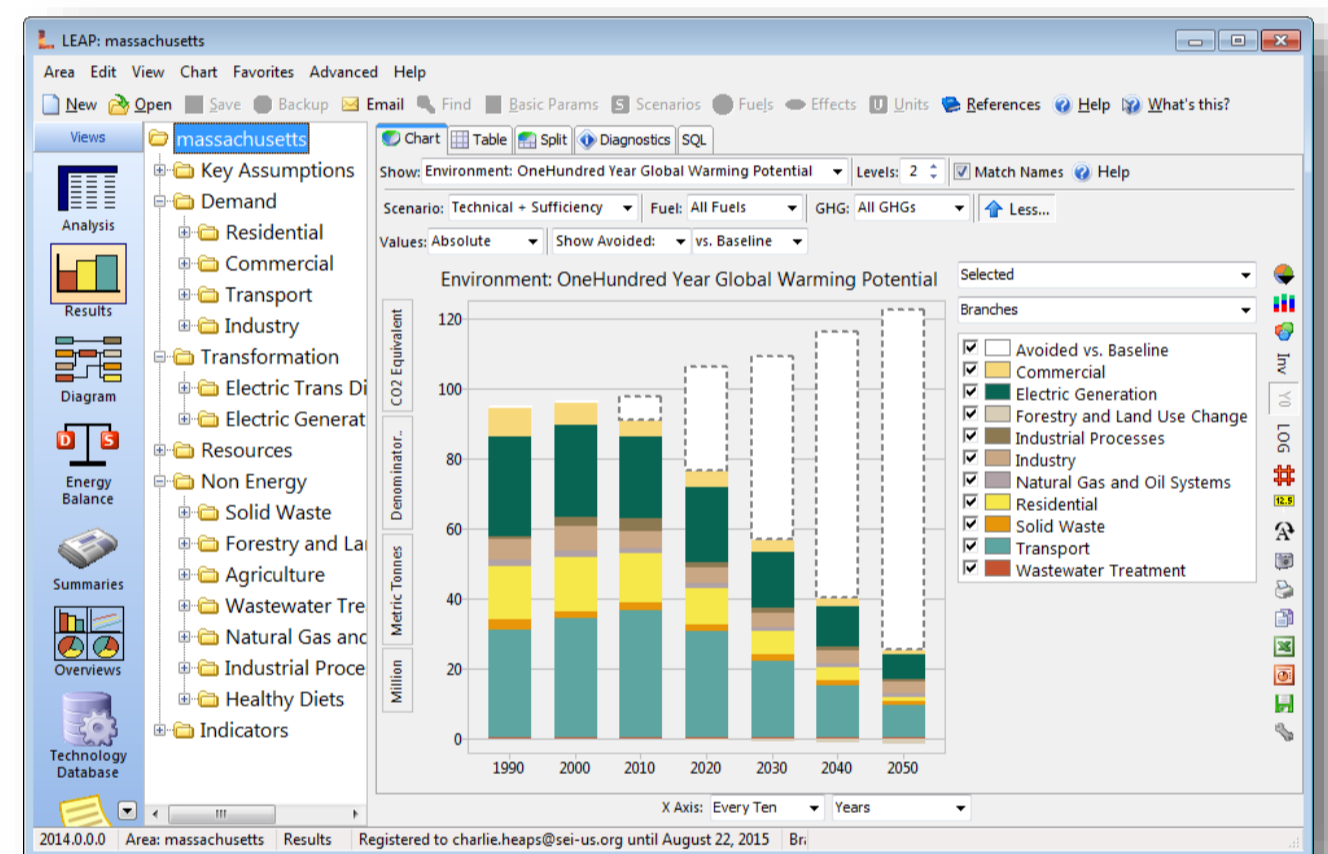 LEAP: massachusetts
Area Edit View Chart Favorites Advanced Help
New Open Save Backup Email Find Basic Params S Scenarios Fuels Effects U Units References Help What's this?
Views
Analysis
Results
Diagram
D S
Energy
Balance
Summaries
Overviews
Technology
Database
massachusetts
Key Assumptions
Demand
Residential
Commercial
Transport
Industry
Transformation
Electric Trans Di
Electric Generat
Resources
Non Energy
Solid Waste
Forestry and La
Agriculture
Wastewater Tre
Natural Gas and
Industrial Proce
Healthy Diets
Indicators
Chart Table Split Diagnostics SQL
Show: Environment: OneHundred Year Global Warming Potential Levels: 2 Match Names Help
Scenario: Technical + Sufficiency Fuel: All Fuels GHG: All GHGs Less...
Values: Absolute Show Avoided: vs. Baseline
Environment: OneHundred Year Global Warming Potential
CO2 Equivalent
Denominator..
Metric Tonnes
Million
120
100
80
60
40
20
0
1990 2000 2010 2020 2030 2040 2050
X Axis: Every Ten Years
Selected
Branches
Avoided vs. Baseline
Commercial
Electric Generation
Forestry and Land Use Change
Industrial Processes
Industry
Natural Gas and Oil Systems
Residential
Solid Waste
Transport
Wastewater Treatment
Inv
Y0
LOG
12.5
2014.0.0.0 Area: massachusetts Results Registered to charlie.heaps@sei-us.org until August 22, 2015